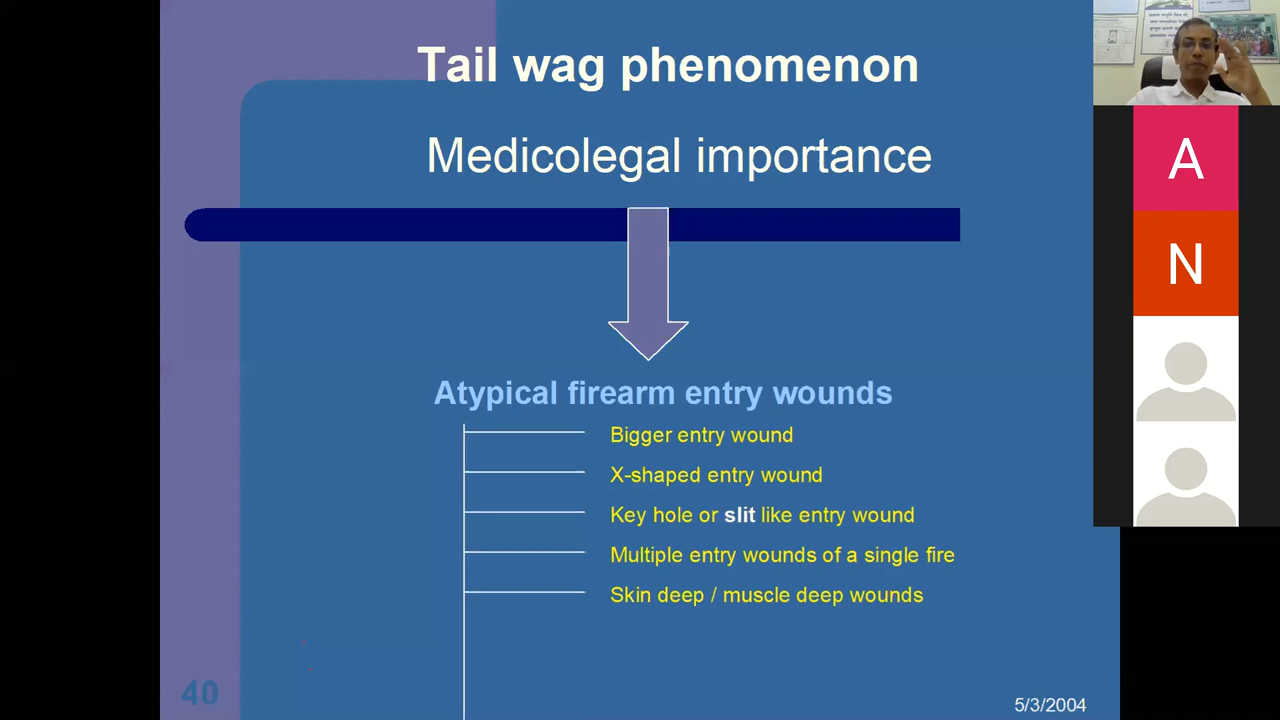 Tail wag phenomenon
Medicolegal importance
Atypical firearm entry wounds
Bigger entry wound
X-shaped entry wound
Key hole or slit like entry wound
Multiple entry wounds of a single fire
Skin deep / muscle deep wounds
40
5/3/2004
A
N